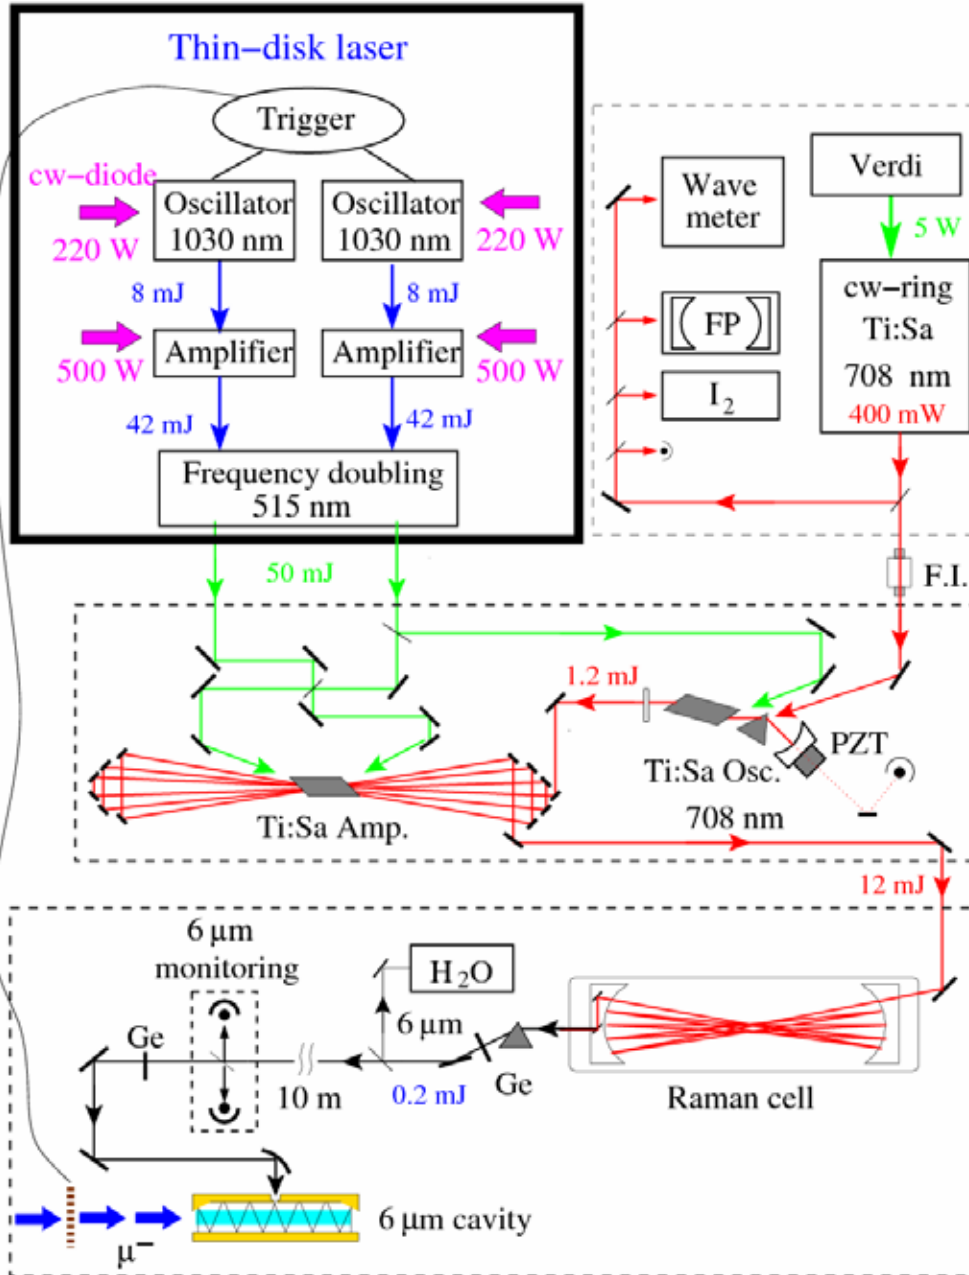 Thin-disk laser
Trigger
cw-diode
220 W
Oscillator
1030 nm
Oscillator
1030 nm
220 W
8 mJ
8 mJ
500 W
Amplifier
Amplifier
500 W
42 mJ
42 mJ
Frequency doubling
515 nm
Wave
meter
FP
I₂
Verdi
5 W
cw-ring
Ti:Sa
708 nm
400 mW
F.I.
50 mJ
1.2 mJ
PZT
Ti:Sa Osc.
Ti:Sa Amp.
708 nm
12 mJ
6 μm
monitoring
H₂O
6 μm
Ge
Ge
10 m
0.2 mJ
Raman cell
6 μm cavity
μ⁻